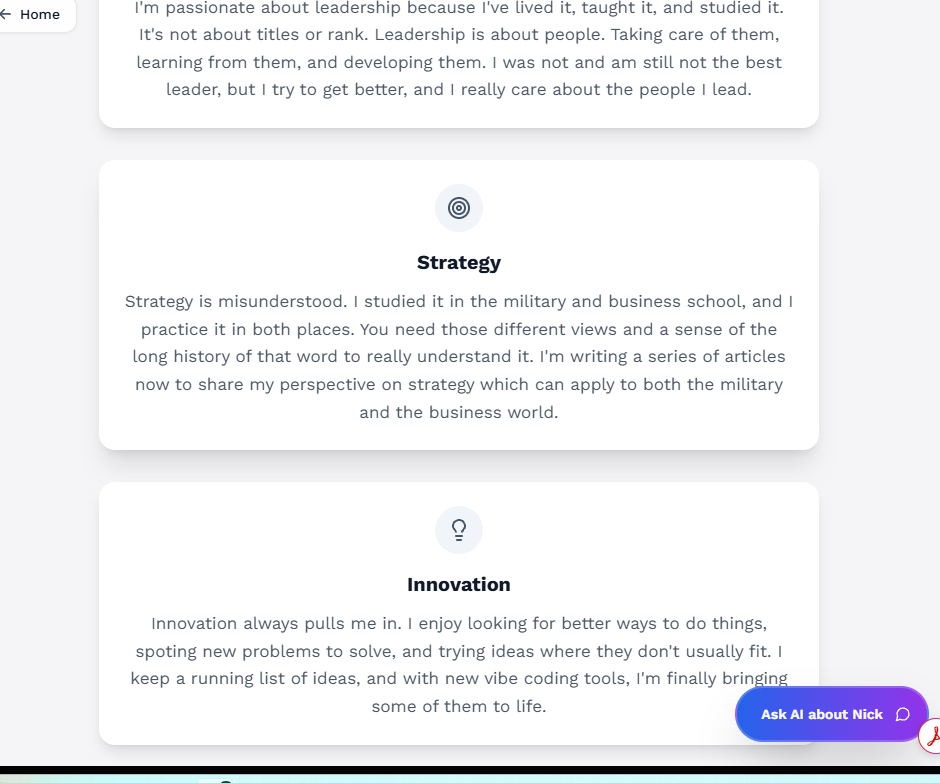 Home
I'm passionate about leadership because I've lived it, taught it, and studied it.
It's not about titles or rank. Leadership is about people. Taking care of them,
learning from them, and developing them. I was not and am still not the best
leader, but I try to get better, and I really care about the people I lead.
Strategy
Strategy is misunderstood. I studied it in the military and business school, and I
practice it in both places. You need those different views and a sense of the
long history of that word to really understand it. I'm writing a series of articles
now to share my perspective on strategy which can apply to both the military
and the business world.
Innovation
Innovation always pulls me in. I enjoy looking for better ways to do things,
spoting new problems to solve, and trying ideas where they don't usually fit. I
keep a running list of ideas, and with new vibe coding tools, I'm finally bringing
some of them to life.
Ask AI about Nick